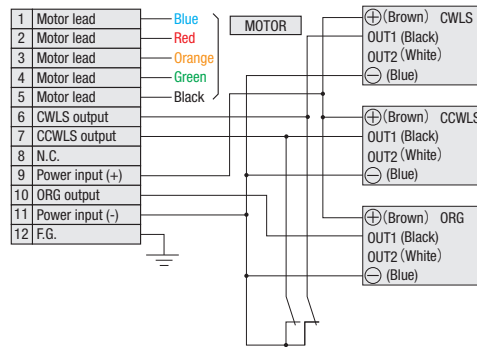 1 Motor lead Blue
2 Motor lead Red
3 Motor lead Orange
4 Motor lead Green
5 Motor lead Black
6 CWLS output
7 CCWLS output
8 N.C.
9 Power input (+)
10 ORG output
11 Power input (-)
12 F.G.
MOTOR
⊕(Brown) CWLS
OUT1 (Black)
OUT2 (White)
⊖ (Blue)
⊕(Brown) CCWLS
OUT1 (Black)
OUT2 (White)
⊖ (Blue)
⊕(Brown) ORG
OUT1 (Black)
OUT2 (White)
⊖ (Blue)